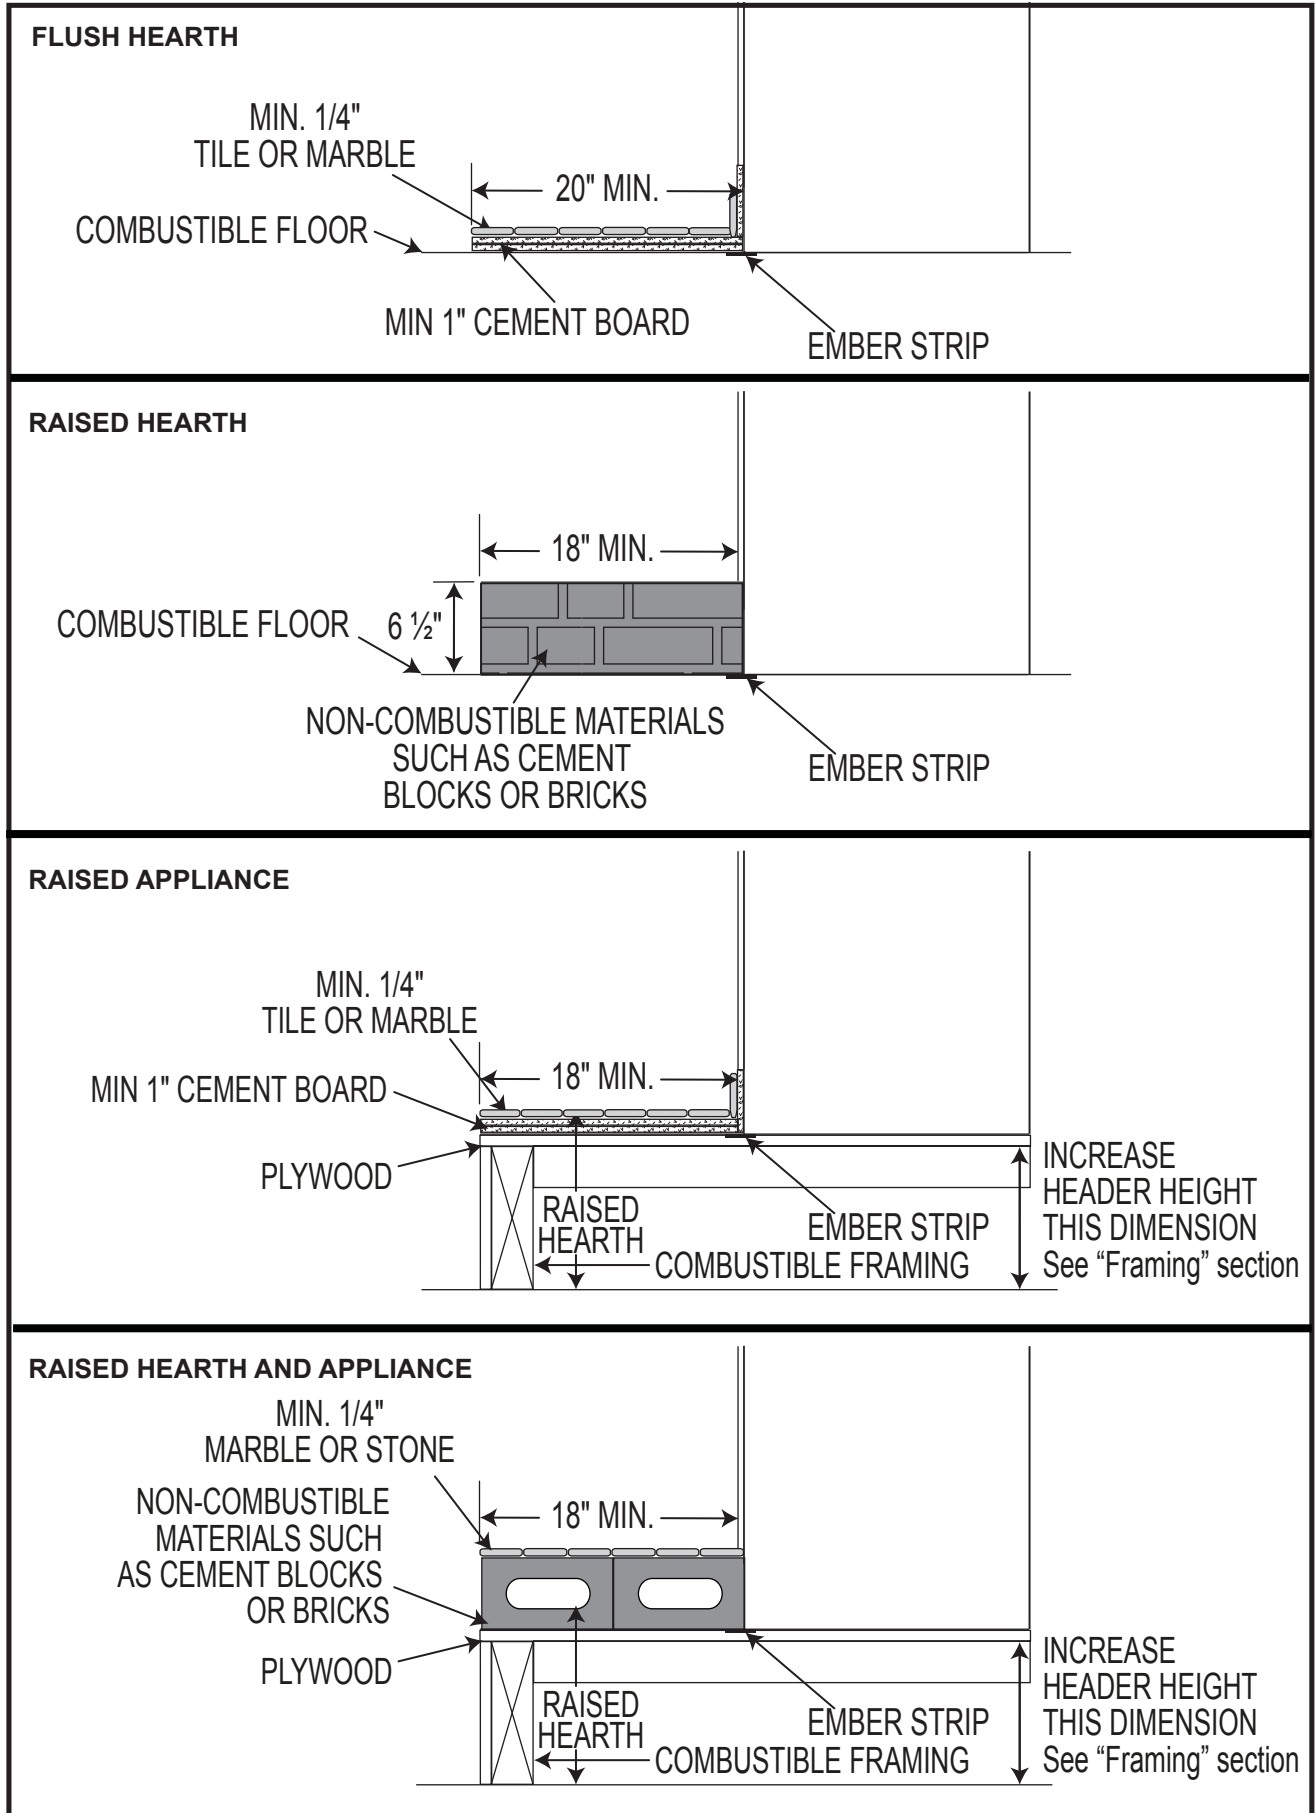 FLUSH HEARTH
MIN. 1/4"
TILE OR MARBLE
20" MIN.
COMBUSTIBLE FLOOR
MIN 1" CEMENT BOARD
EMBER STRIP
RAISED HEARTH
18" MIN.
COMBUSTIBLE FLOOR
6 ½"
NON-COMBUSTIBLE MATERIALS
SUCH AS CEMENT
BLOCKS OR BRICKS
EMBER STRIP
RAISED APPLIANCE
MIN. 1/4"
TILE OR MARBLE
18" MIN.
MIN 1" CEMENT BOARD
PLYWOOD
RAISED
HEARTH
EMBER STRIP
COMBUSTIBLE FRAMING
INCREASE
HEADER HEIGHT
THIS DIMENSION
See “Framing” section
RAISED HEARTH AND APPLIANCE
MIN. 1/4"
MARBLE OR STONE
NON-COMBUSTIBLE
MATERIALS SUCH
AS CEMENT BLOCKS
OR BRICKS
18" MIN.
PLYWOOD
RAISED
HEARTH
EMBER STRIP
COMBUSTIBLE FRAMING
INCREASE
HEADER HEIGHT
THIS DIMENSION
See “Framing” section